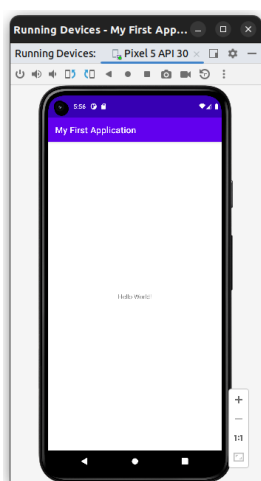 Running Devices - My First App...
Running Devices: Pixel 5 API 30
5:56
My First Application
Hello World!
1:1